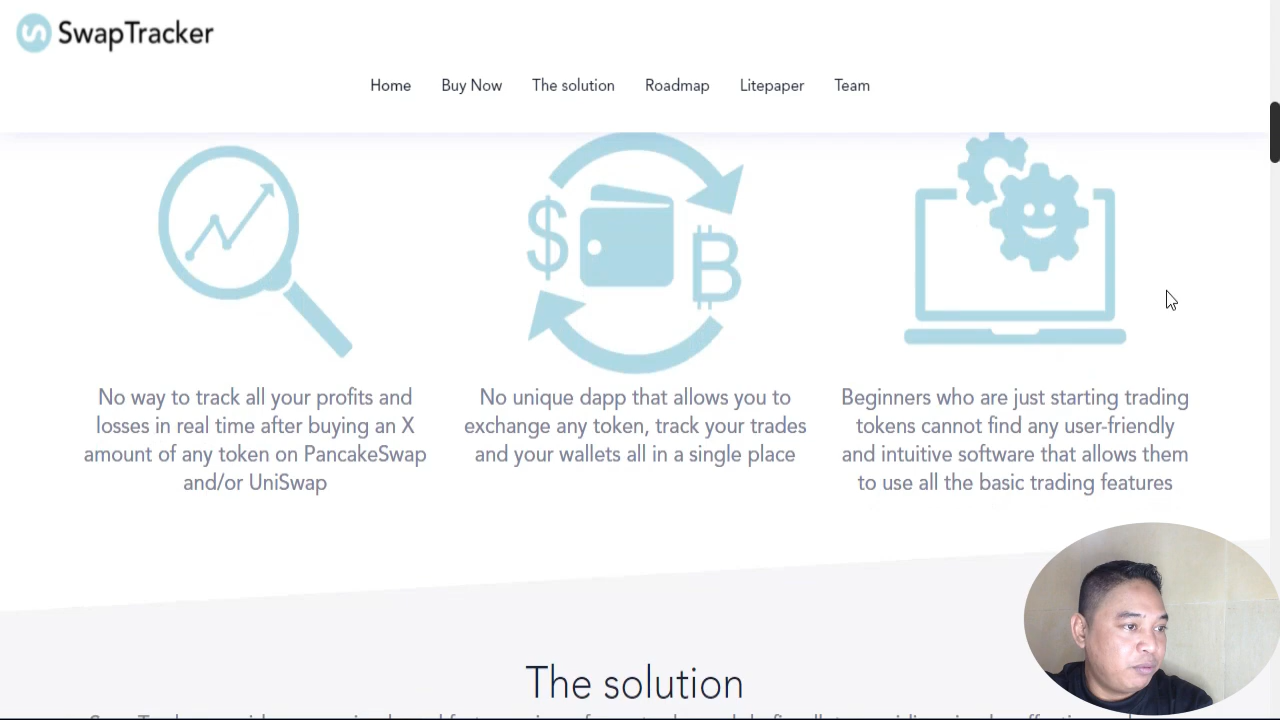 SwapTracker
Home Buy Now The solution Roadmap Litepaper Team
No way to track all your profits and
losses in real time after buying an X
amount of any token on PancakeSwap
and/or UniSwap
No unique dapp that allows you to
exchange any token, track your trades
and your wallets all in a single place
Beginners who are just starting trading
tokens cannot find any user-friendly
and intuitive software that allows them
to use all the basic trading features
The solution